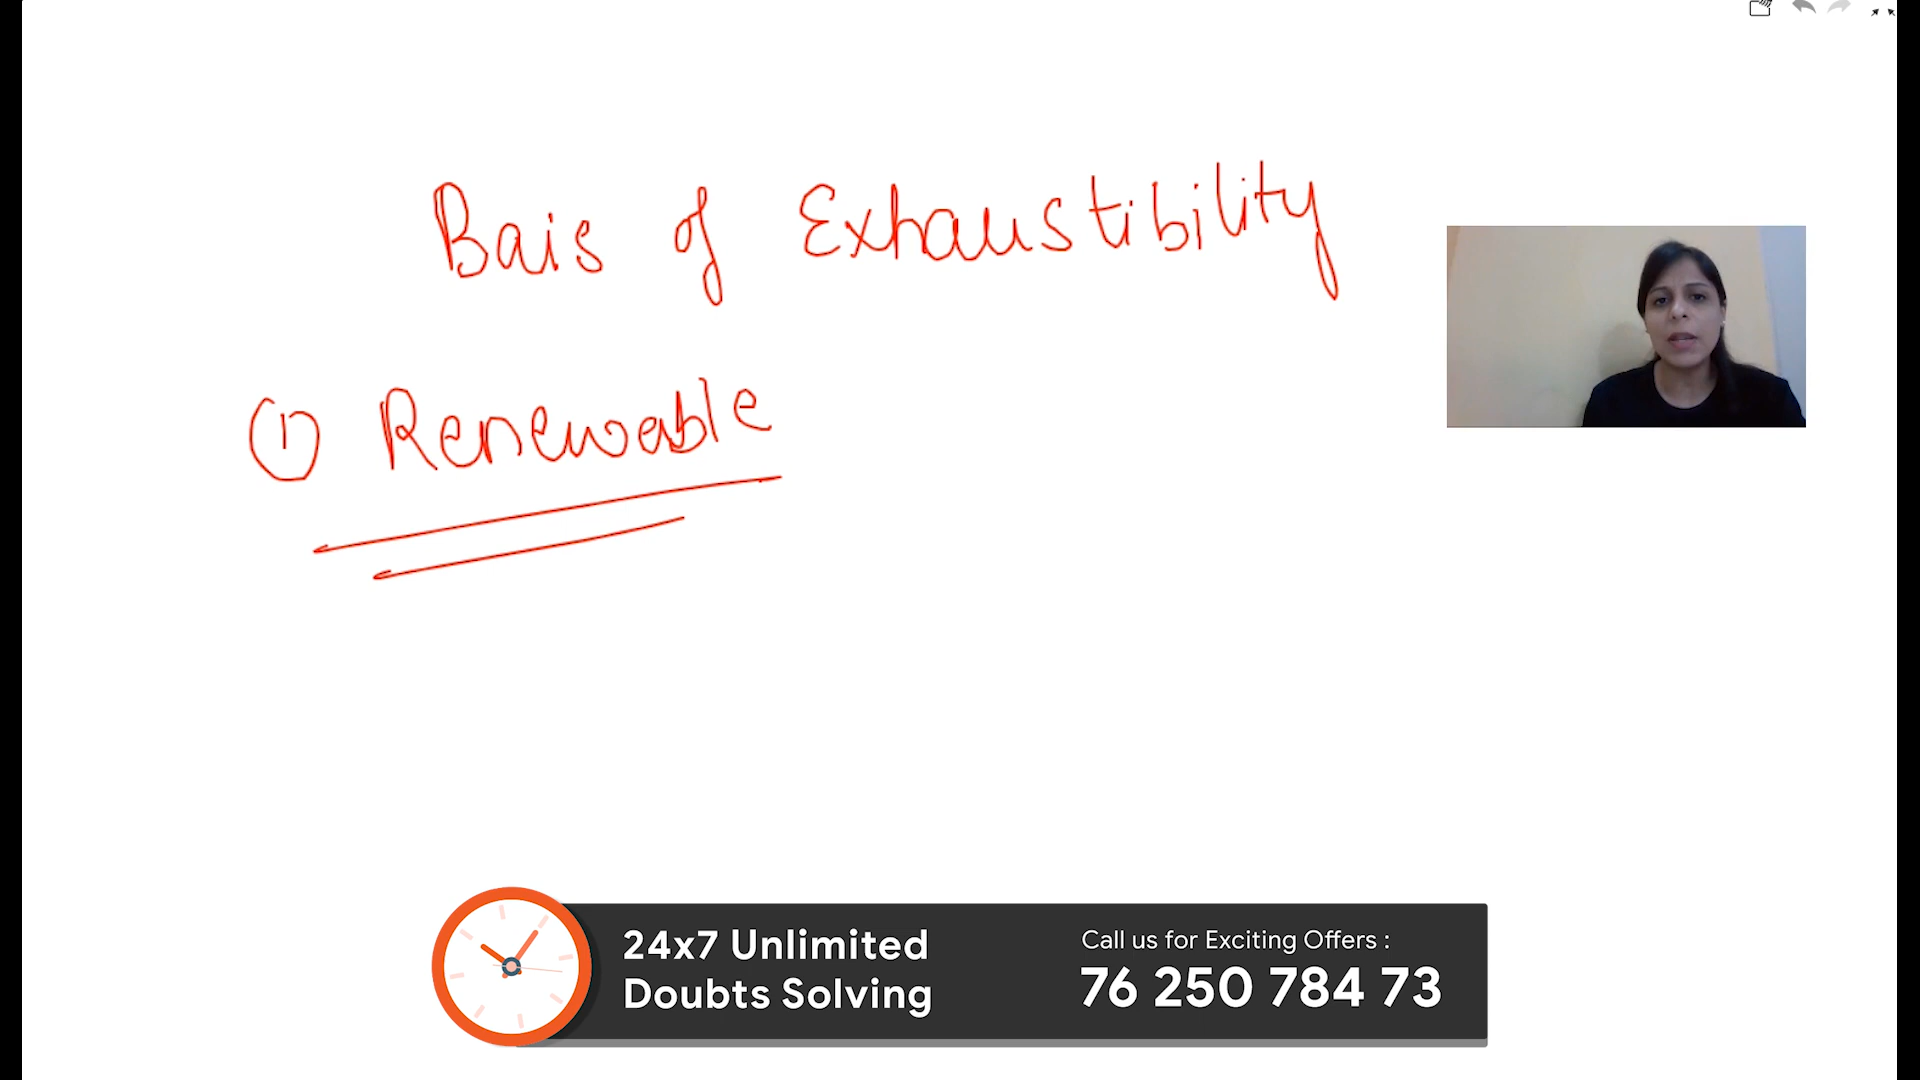 Bais of Exhaustibility
① Renewable
24x7 Unlimited
Doubts Solving
Call us for Exciting Offers :
76 250 784 73